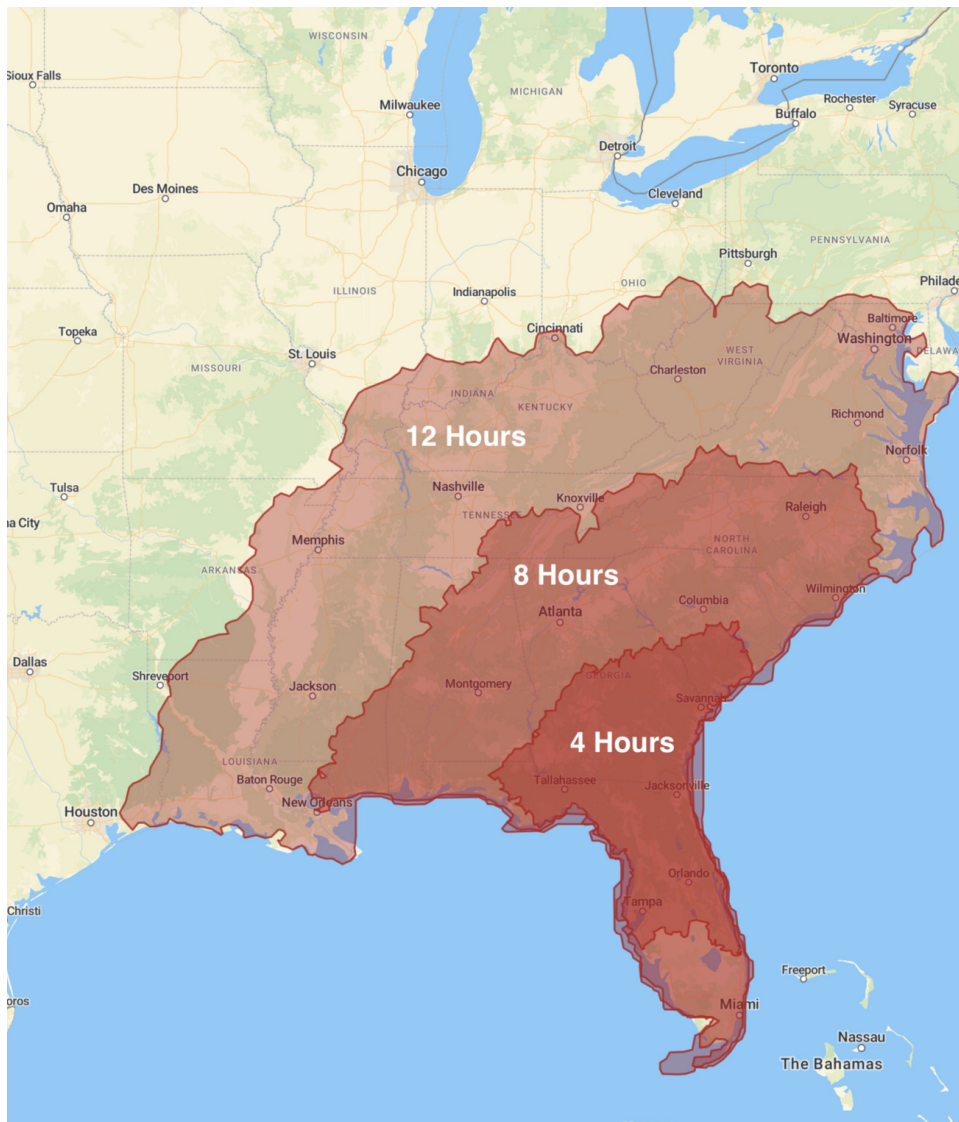 WISCONSIN
Sioux Falls
Toronto
MICHIGAN
Milwaukee
Rochester
Syracuse
Buffalo
Detroit
Chicago
Des Moines
Cleveland
Omaha
PENNSYLVANIA
Pittsburgh
OHIO
Philade
ILLINOIS
Indianapolis
Baltimore
Topeka
Cincinnati
Washington
St. Louis
DELAWA
WEST
VIRGINIA
MISSOURI
Charleston
INDIANA
KENTUCKY
Richmond
12 Hours
Norfolk
Tulsa
Nashville
Knoxville
Raleigh
TENNESSEE
na City
NORTH
CAROLINA
Memphis
ARKANSAS
8 Hours
Wilmington
Columbia
Atlanta
Dallas
Shreveport
GEORGIA
Montgomery
Jackson
Savannah
4 Hours
LOUISIANA
Baton Rouge
Tallahassee
Jacksonville
New Orleans
Houston
Orlando
Tampa
Christi
Freeport
oros
Miami
Nassau
The Bahamas